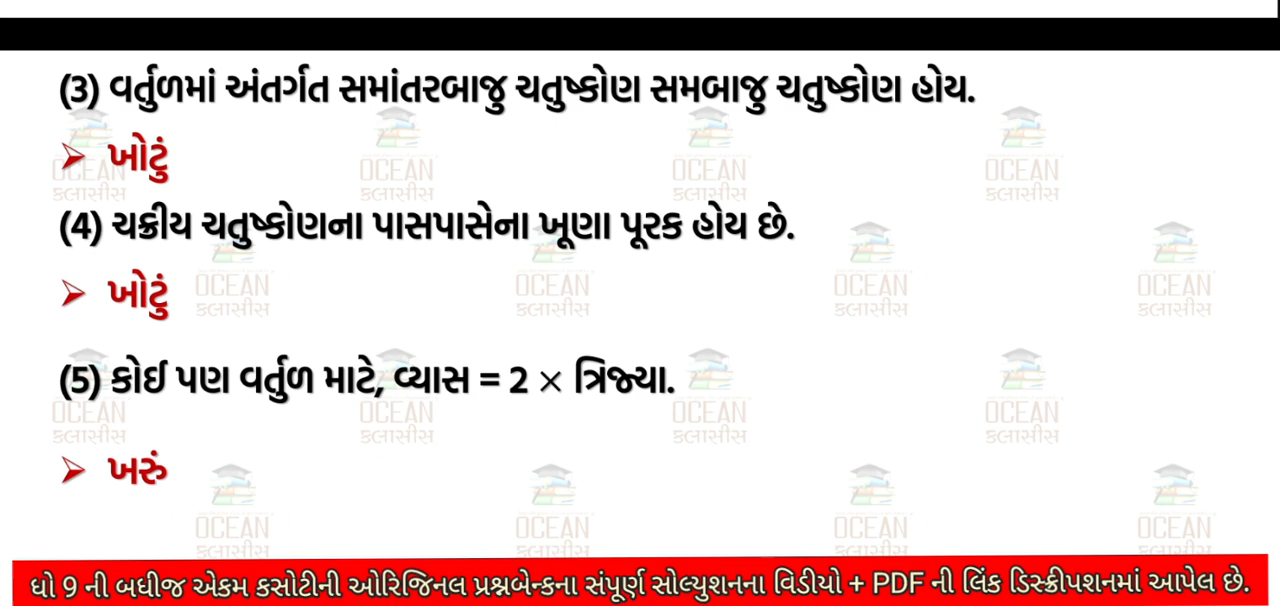 (3) વર્તુળમાં અંતર્ગત સમાંતરબાજુ ચતુષ્કોણ સમબાજુ ચતુષ્કોણ હોય.
➢ ખોટું
(4) ચક્રીય ચતુષ્કોણના પાસપાસેના ખૂણા પૂરક હોય છે.
➢ ખોટું
(5) કોઈ પણ વર્તુળ માટે, વ્યાસ = 2 × ત્રિજ્યા.
➢ ખરું
OCEAN
ક્લાસીસ
ધો 9 ની બધીજ એકમ કસોટીની ઓરિજિનલ પ્રશ્નબેન્કના સંપૂર્ણ સોલ્યુશનના વિડીયો + PDF ની લિંક ડિસ્ક્રીપશનમાં આપેલ છે.